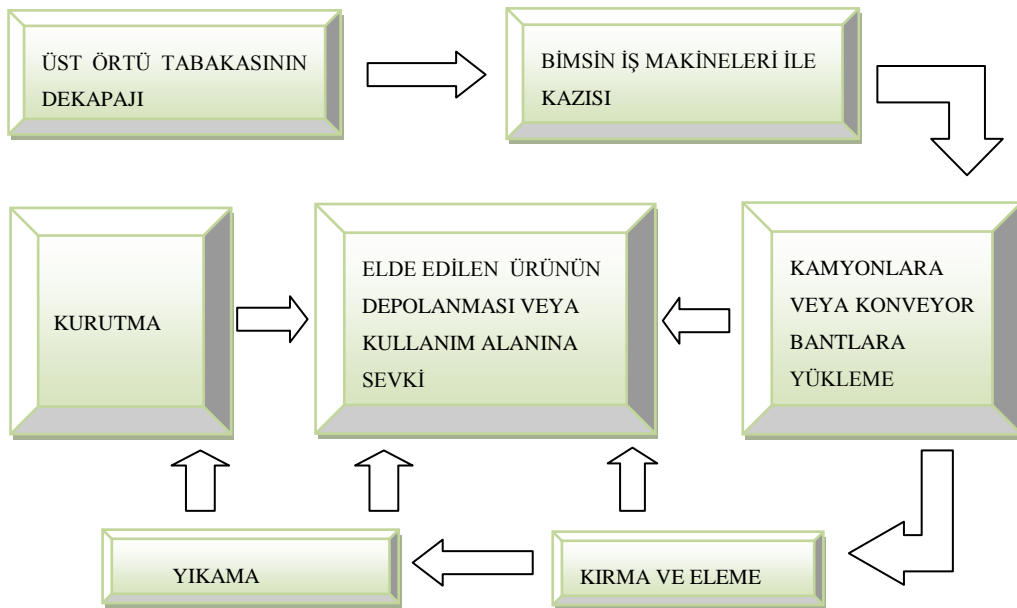 ÜST ÖRTÜ TABAKASININ
DEKAPAJI
BİMSİN İŞ MAKİNELERİ İLE
KAZISI
KURUTMA
ELDE EDİLEN ÜRÜNÜN
DEPOLANMASI VEYA
KULLANIM ALANINA
SEVKİ
KAMYONLARA
VEYA KONVEYOR
BANTLARA
YÜKLEME
YIKAMA
KIRMA VE ELEME